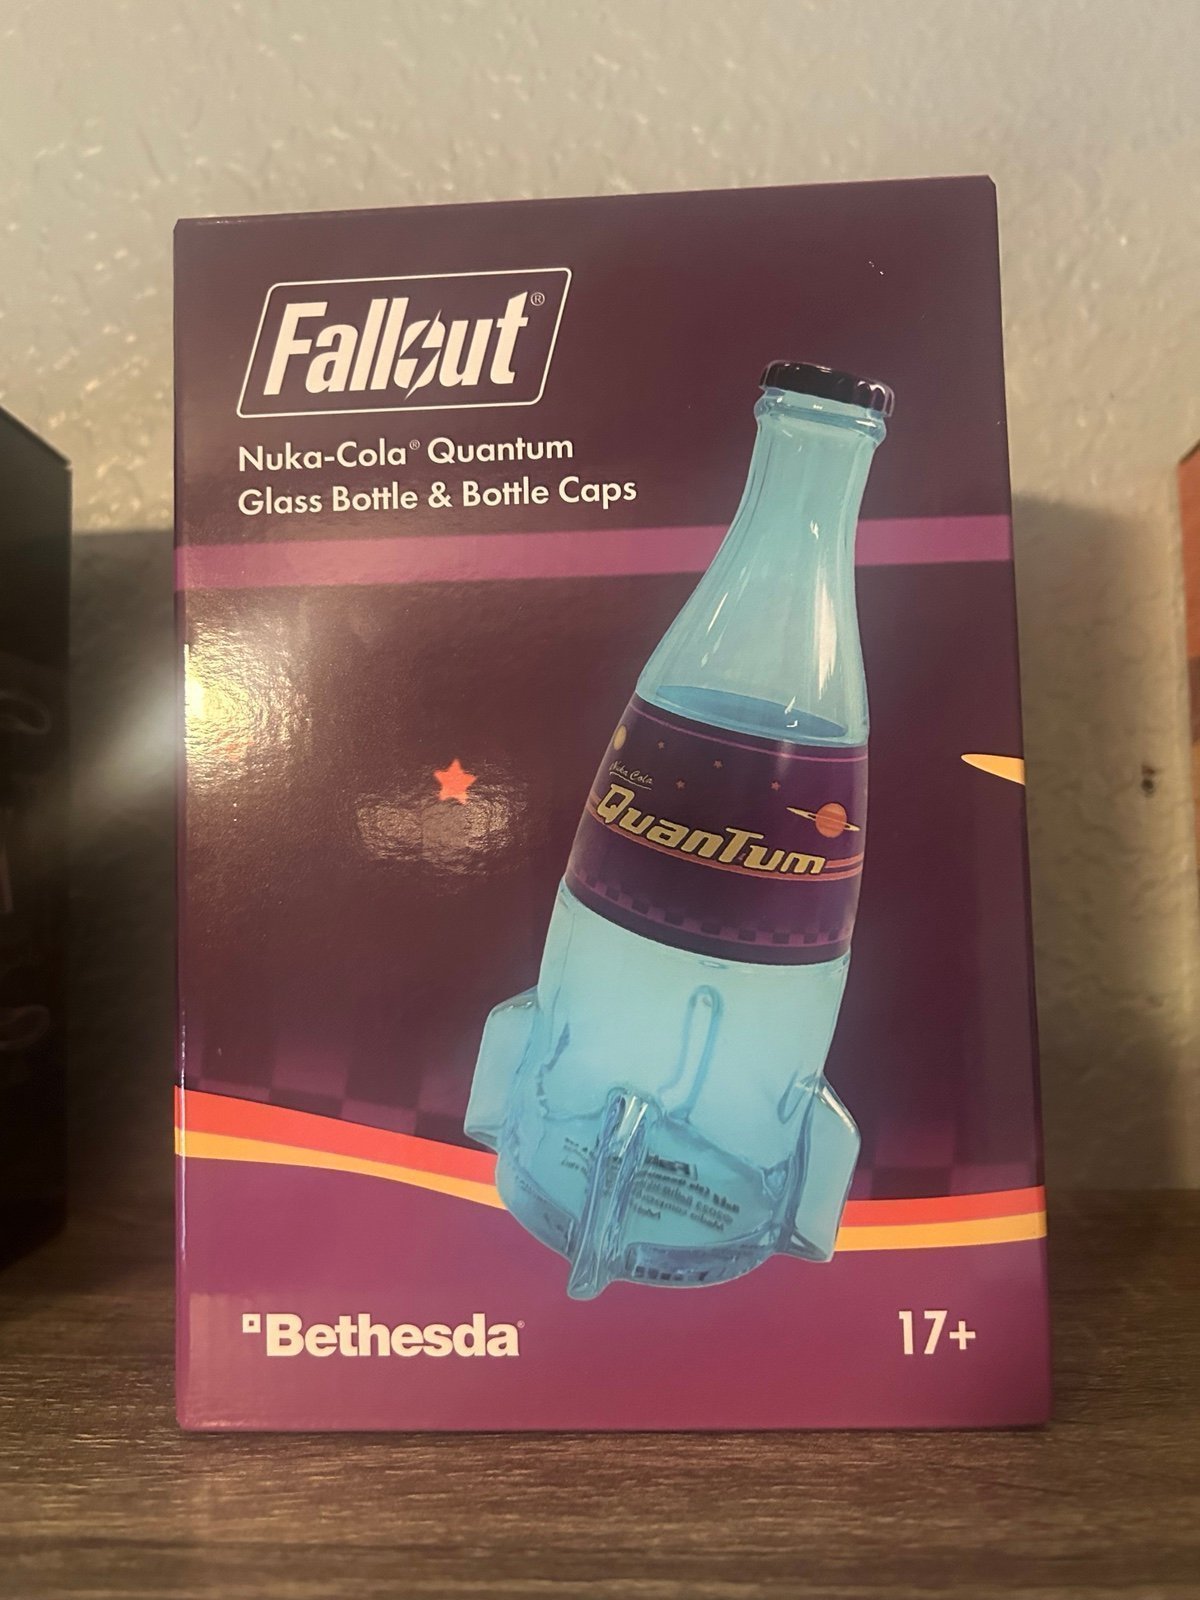 Fallout®
Nuka-Cola® Quantum
Glass Bottle & Bottle Caps
Nuka Cola
Quantum
Bethesda®
17+